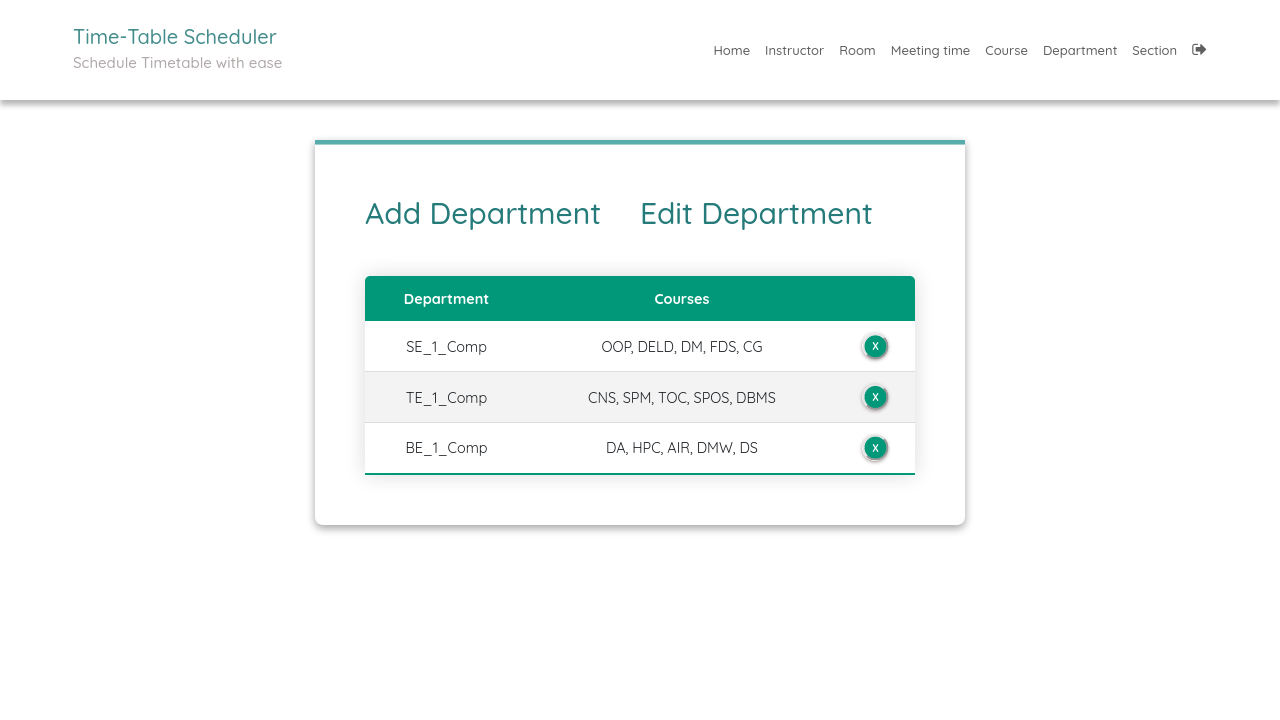 Time-Table Scheduler
Schedule Timetable with ease
Home Instructor Room Meeting time Course Department Section
Add Department Edit Department
Department Courses
SE_1_Comp OOP, DELD, DM, FDS, CG X
TE_1_Comp CNS, SPM, TOC, SPOS, DBMS X
BE_1_Comp DA, HPC, AIR, DMW, DS X